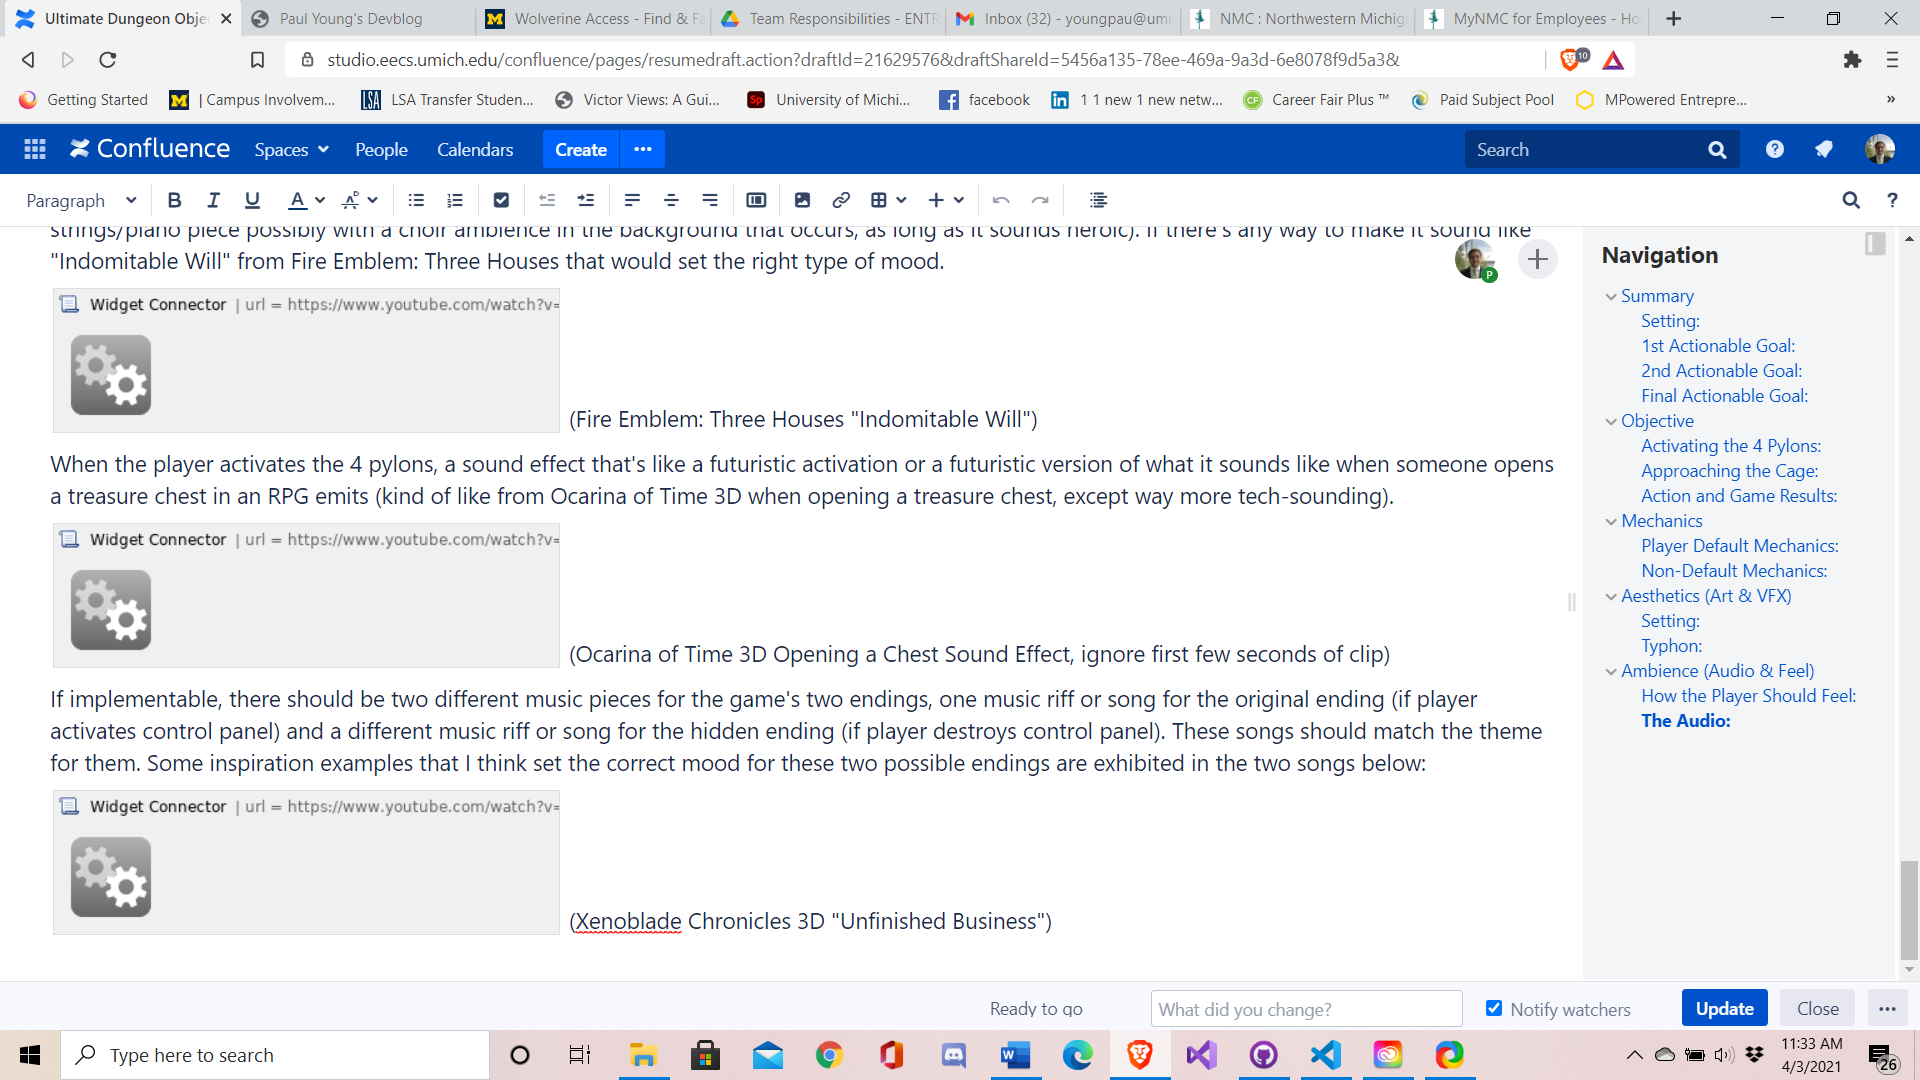 Ultimate Dungeon Obje
Paul Young's Devblog
Wolverine Access - Find & Fa
Team Responsibilities - ENTR
Inbox (32) - youngpau@umi
NMC : Northwestern Michig
MyNMC for Employees - Ho
studio.eecs.umich.edu/confluence/pages/resumedraft.action?draftId=21629576&draftShareId=5456a135-78ee-469a-9a3d-6e8078f9d5a3&
10
Getting Started
| Campus Involvem...
LSA Transfer Studen...
Victor Views: A Gui...
University of Michi...
facebook
1 1 new 1 new netw...
Career Fair Plus ™
Paid Subject Pool
MPowered Entrepre...
»
Confluence
Spaces
People
Calendars
Create
Search
Paragraph
B I U A
strings/piano piece possibly with a choir ambience in the background that occurs, as long as it sounds heroic). If there's any way to make it sound like
"Indomitable Will" from Fire Emblem: Three Houses that would set the right type of mood.
P
Widget Connector | url = https://www.youtube.com/watch?v=
(Fire Emblem: Three Houses "Indomitable Will")
When the player activates the 4 pylons, a sound effect that's like a futuristic activation or a futuristic version of what it sounds like when someone opens
a treasure chest in an RPG emits (kind of like from Ocarina of Time 3D when opening a treasure chest, except way more tech-sounding).
Widget Connector | url = https://www.youtube.com/watch?v=
(Ocarina of Time 3D Opening a Chest Sound Effect, ignore first few seconds of clip)
If implementable, there should be two different music pieces for the game's two endings, one music riff or song for the original ending (if player
activates control panel) and a different music riff or song for the hidden ending (if player destroys control panel). These songs should match the theme
for them. Some inspiration examples that I think set the correct mood for these two possible endings are exhibited in the two songs below:
Widget Connector | url = https://www.youtube.com/watch?v=
(Xenoblade Chronicles 3D "Unfinished Business")
Navigation
Summary
Setting:
1st Actionable Goal:
2nd Actionable Goal:
Final Actionable Goal:
Objective
Activating the 4 Pylons:
Approaching the Cage:
Action and Game Results:
Mechanics
Player Default Mechanics:
Non-Default Mechanics:
Aesthetics (Art & VFX)
Setting:
Typhon:
Ambience (Audio & Feel)
How the Player Should Feel:
The Audio:
Ready to go
What did you change?
Notify watchers
Update
Close
Type here to search
11:33 AM
4/3/2021
26